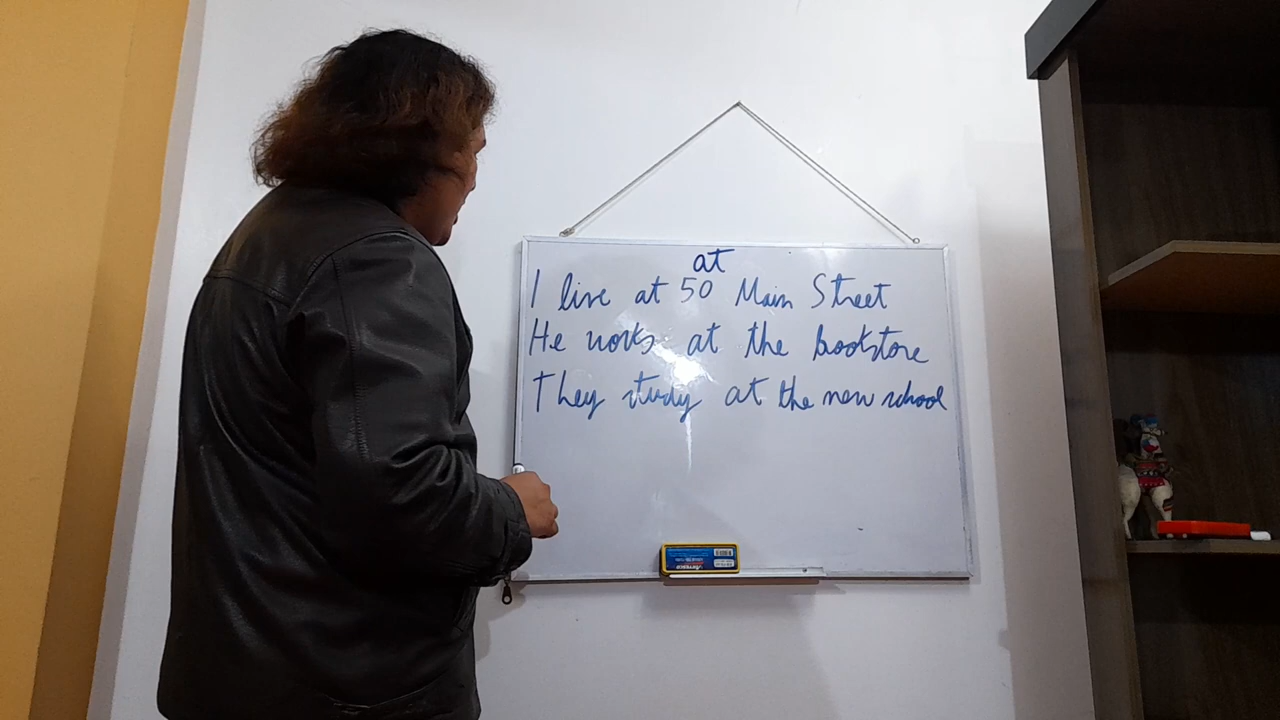 at
I live at 50 Main Street
He works at the bookstore
They study at the new school